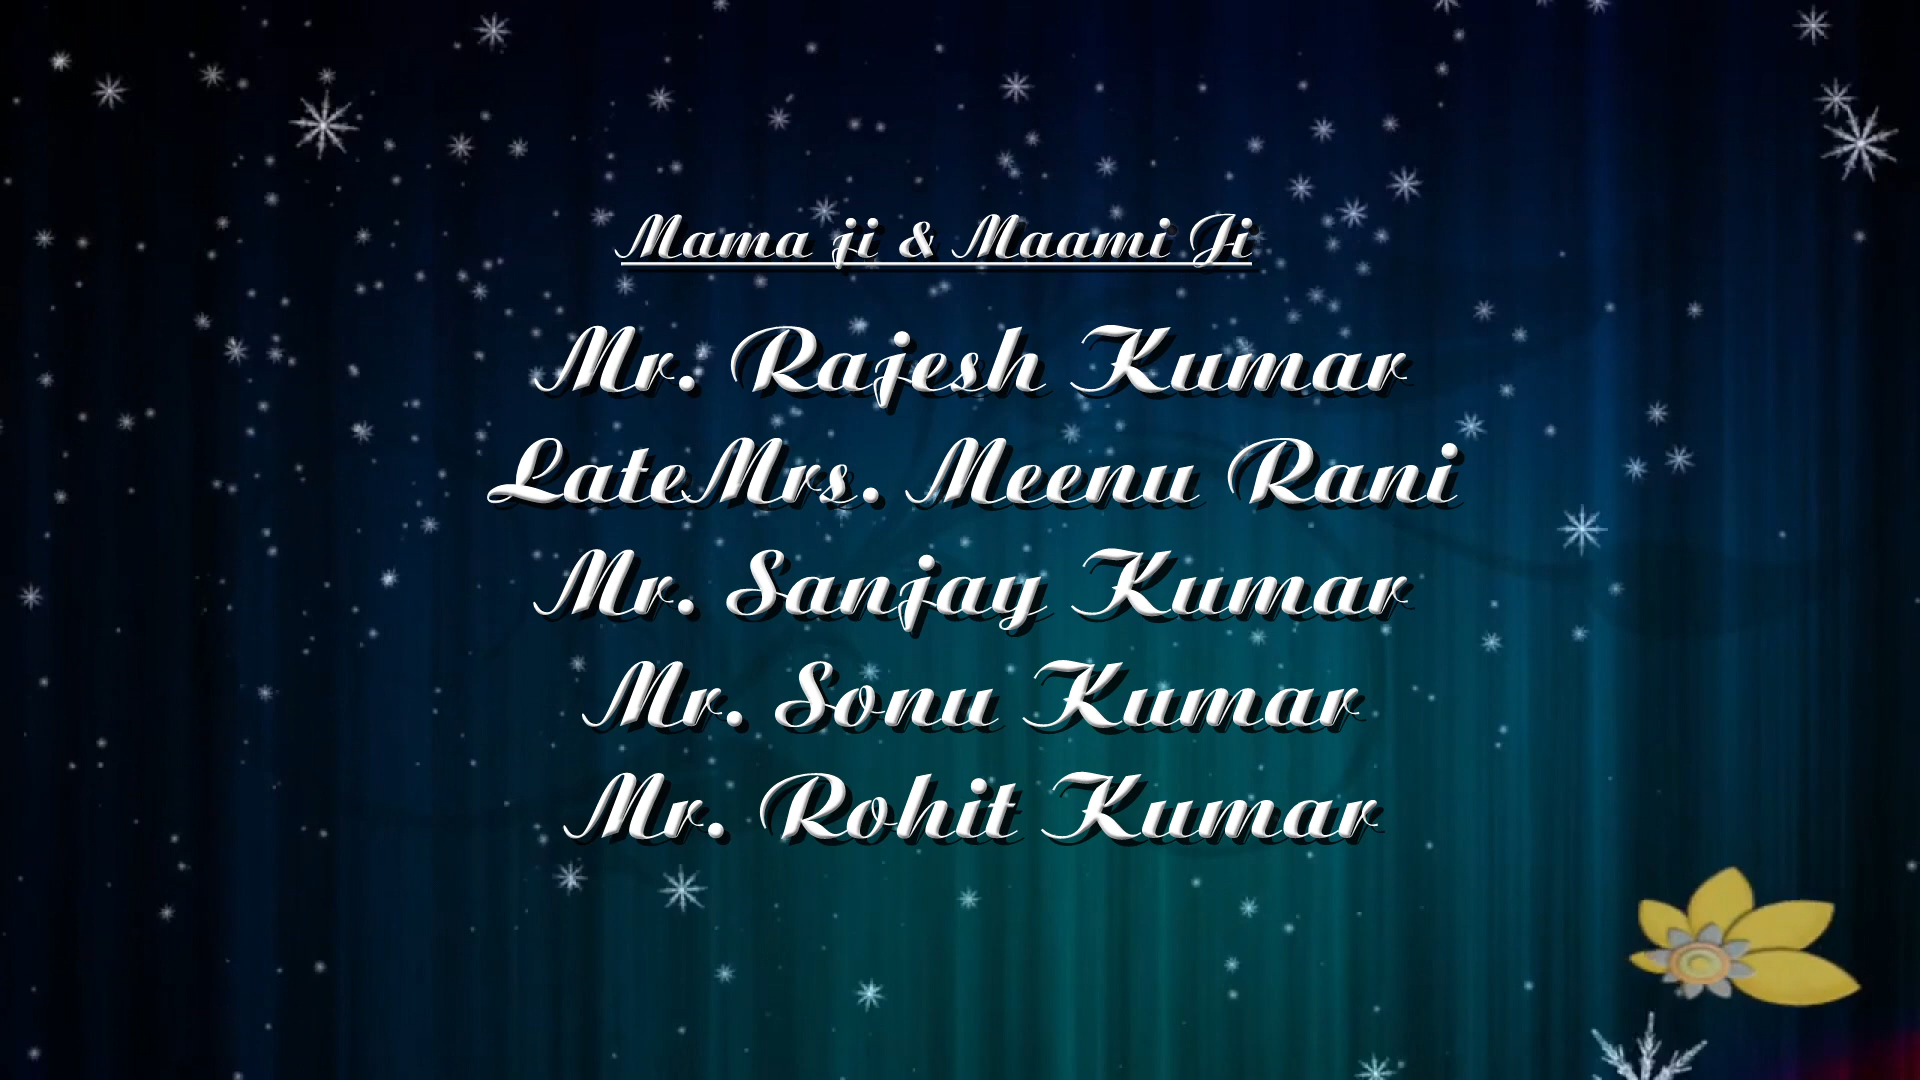 Mama ji & Maami Ji
Mr. Rajesh Kumar
LateMrs. Meenu Rani
Mr. Sanjay Kumar
Mr. Sonu Kumar
Mr. Rohit Kumar